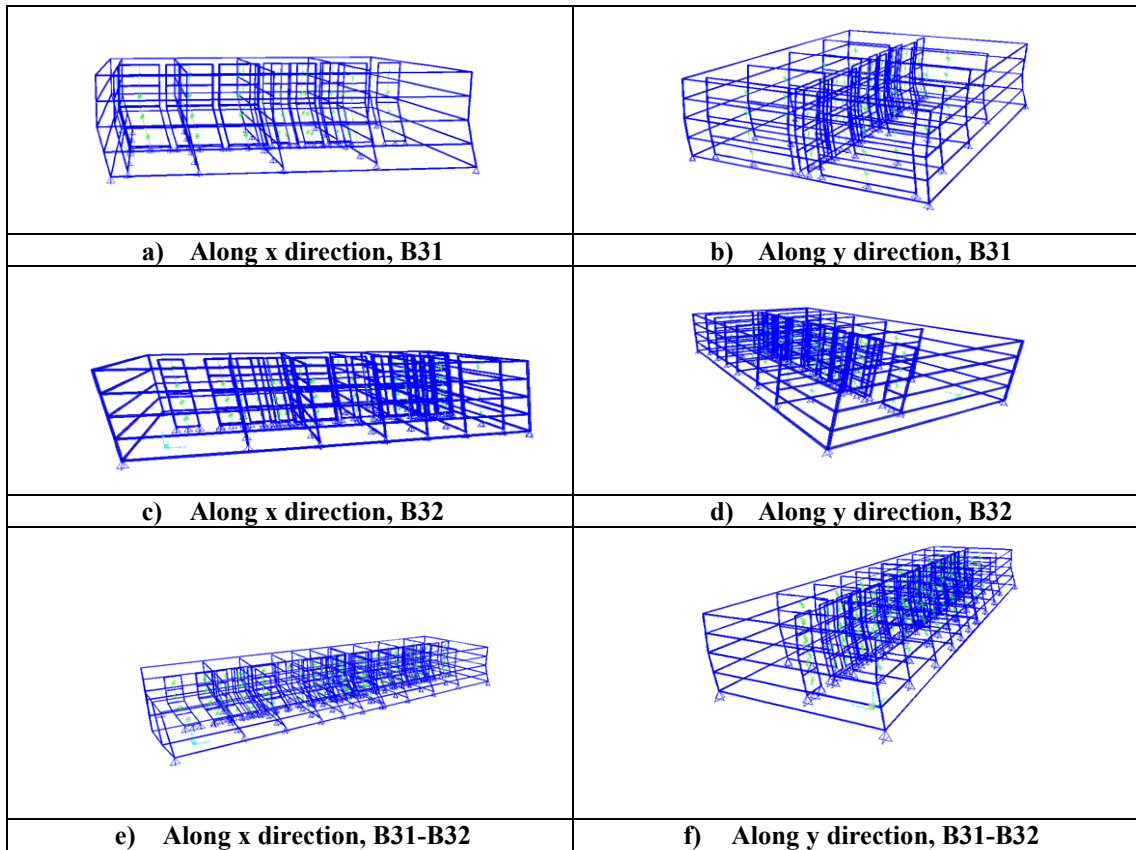 a) Along x direction, B31
b) Along y direction, B31
c) Along x direction, B32
d) Along y direction, B32
e) Along x direction, B31-B32
f) Along y direction, B31-B32